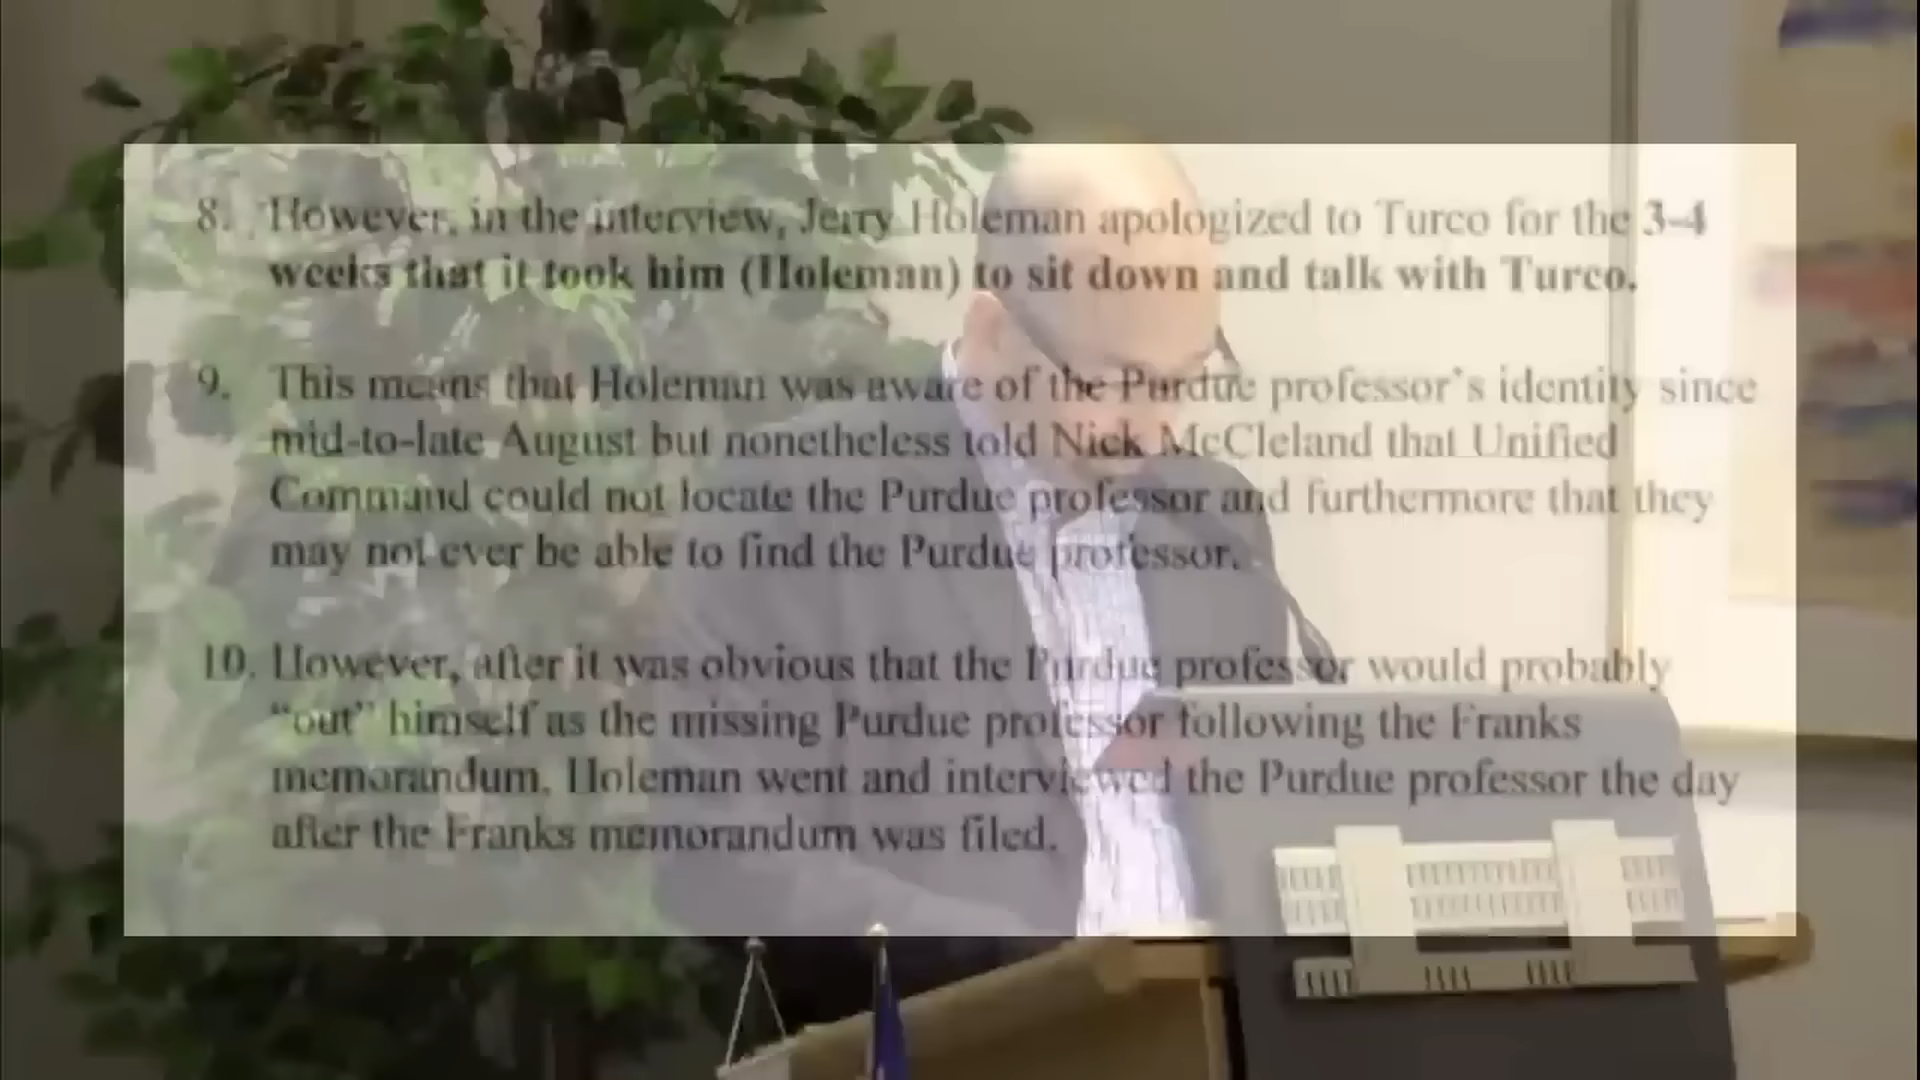 8. However, in the interview, Jerry Holeman apologized to Turco for the 3-4
weeks that it took him (Holeman) to sit down and talk with Turco.
9. This means that Holeman was aware of the Purdue professor's identity since
mid-to-late August but nonetheless told Nick McCleland that Unified
Command could not locate the Purdue professor and furthermore that they
may not ever be able to find the Purdue professor.
10. However, after it was obvious that the Purdue professor would probably
"out" himself as the missing Purdue professor following the Franks
memorandum, Holeman went and interviewed the Purdue professor the day
after the Franks memorandum was filed.